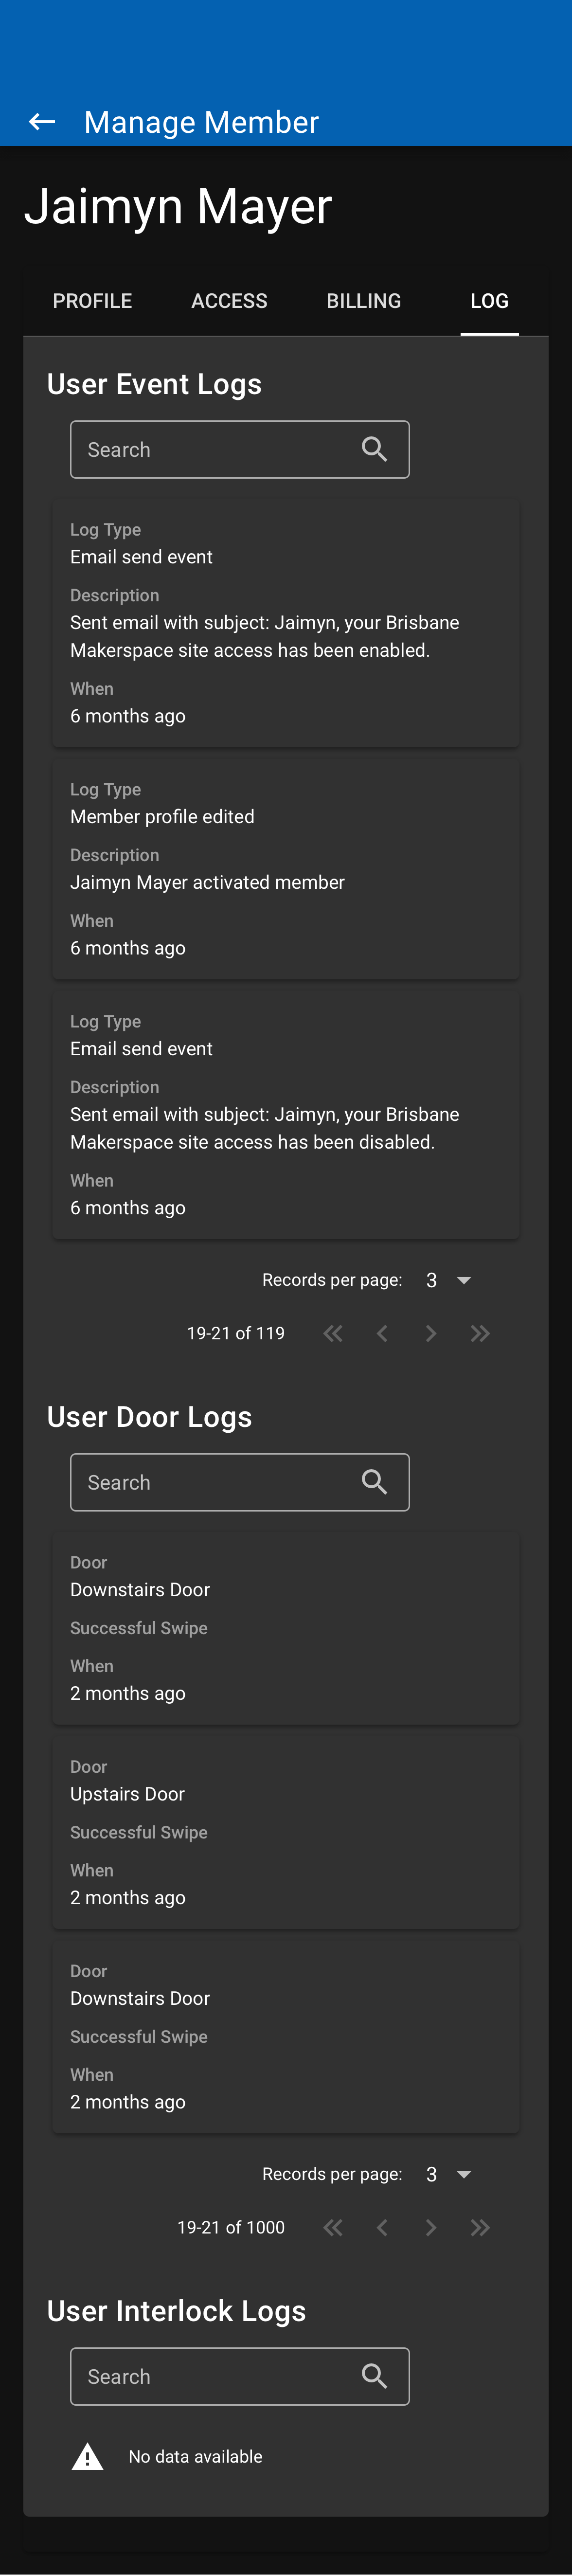 Manage Member
Jaimyn Mayer
PROFILE ACCESS BILLING LOG
User Event Logs
Search
Log Type
Email send event
Description
Sent email with subject: Jaimyn, your Brisbane
Makerspace site access has been enabled.
When
6 months ago
Log Type
Member profile edited
Description
Jaimyn Mayer activated member
When
6 months ago
Log Type
Email send event
Description
Sent email with subject: Jaimyn, your Brisbane
Makerspace site access has been disabled.
When
6 months ago
Records per page: 3
19-21 of 119
User Door Logs
Search
Door
Downstairs Door
Successful Swipe
When
2 months ago
Door
Upstairs Door
Successful Swipe
When
2 months ago
Door
Downstairs Door
Successful Swipe
When
2 months ago
Records per page: 3
19-21 of 1000
User Interlock Logs
Search
No data available